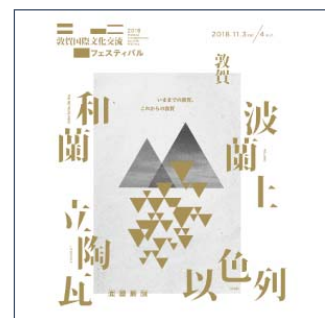 2018
敦賀国際文化交流
フェスティバル
2018.11.3 /4
敦賀
いままでの敦賀、
これからの敦賀
和蘭
波蘭土
立陶瓦
以色列